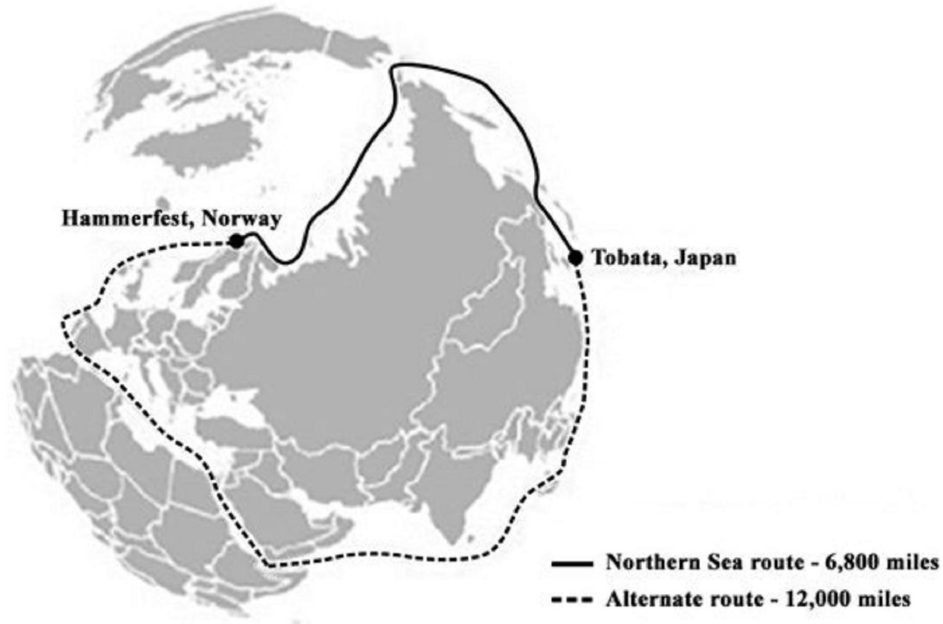 Hammerfest, Norway
Tobata, Japan
Northern Sea route - 6,800 miles
Alternate route - 12,000 miles